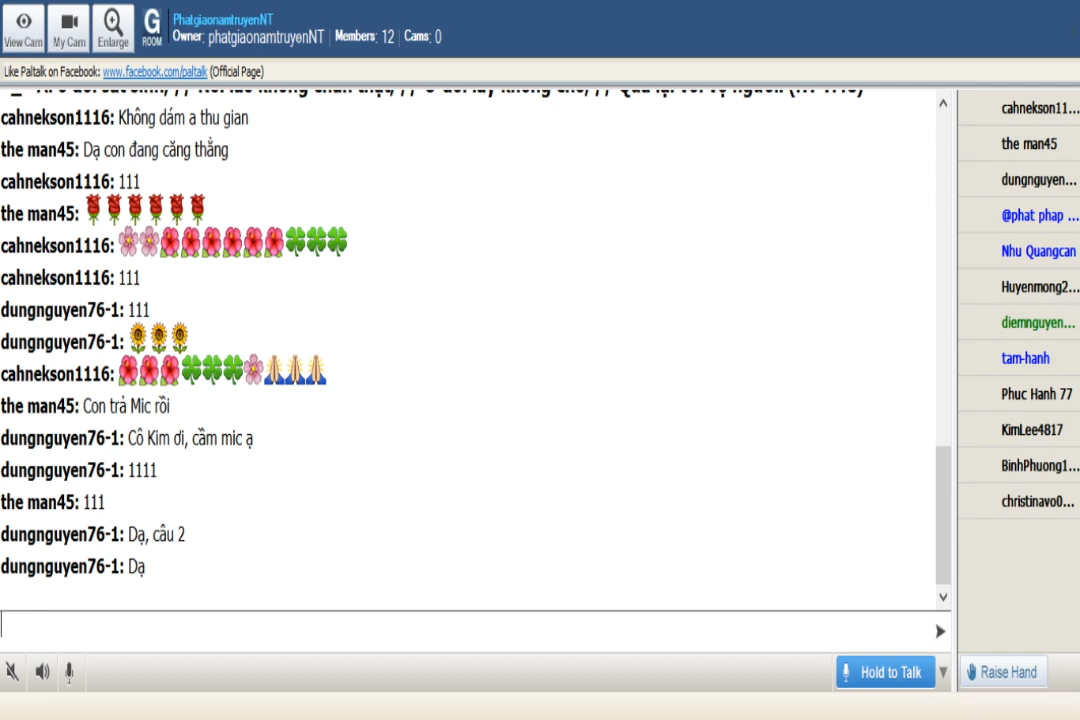 PhatgiaonamtruyenNT
Owner: phatgiaonamtruyenNT | Members: 12 | Cams: 0
View Cam
My Cam
Enlarge
G ROOM
Like Paltalk on Facebook: www.facebook.com/paltalk (Official Page)
cahnekson1116: Không dám a thu gian
the man45: Dạ con đang căng thẳng
cahnekson1116: 111
the man45:
cahnekson1116:
cahnekson1116: 111
dungnguyen76-1: 111
dungnguyen76-1:
cahnekson1116:
the man45: Con trả Mic rồi
dungnguyen76-1: Cô Kim ơi, cầm mic ạ
dungnguyen76-1: 1111
the man45: 111
dungnguyen76-1: Dạ, câu 2
dungnguyen76-1: Dạ
cahnekson11...
the man45
dungnguyen...
@phat phap ...
Nhu Quangcan
Huyenmong2...
diemnguyen...
tam-hanh
Phuc Hanh 77
KimLee4817
BinhPhuong1...
christinavo0...
Hold to Talk
Raise Hand